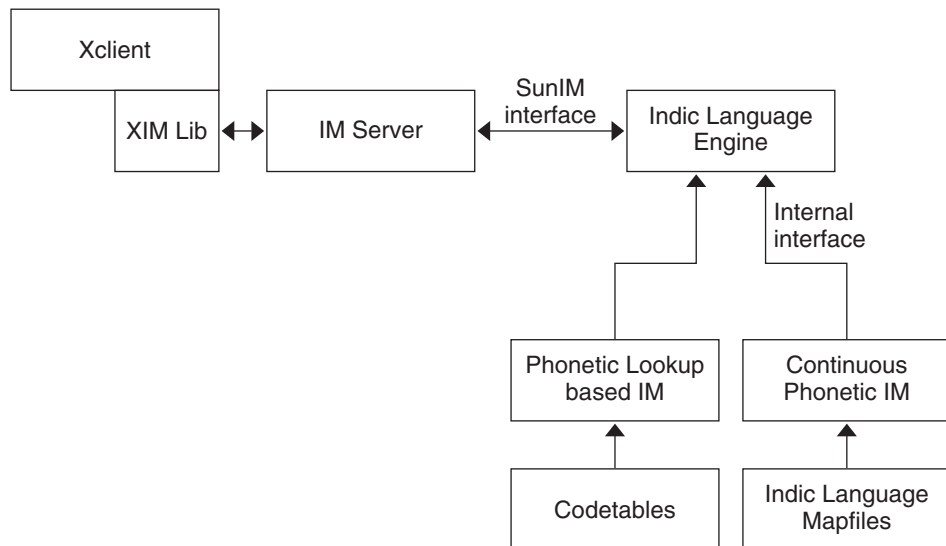 Xclient
XIM Lib
IM Server
SunIM
interface
Indic Language
Engine
Internal
interface
Phonetic Lookup
based IM
Continuous
Phonetic IM
Codetables
Indic Language
Mapfiles